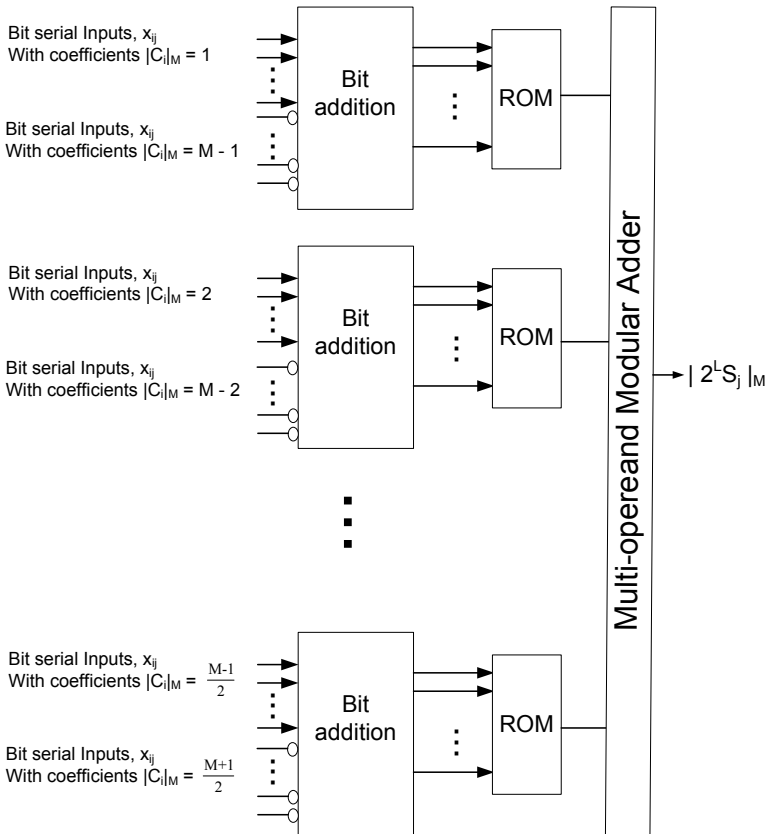 Bit serial Inputs, xij
With coefficients |Ci|M = 1
Bit serial Inputs, xij
With coefficients |Ci|M = M - 1
Bit
addition
ROM
Bit serial Inputs, xij
With coefficients |Ci|M = 2
Bit serial Inputs, xij
With coefficients |Ci|M = M - 2
Bit
addition
ROM
Multi-opereand Modular Adder
| 2^L S_j |_M
Bit serial Inputs, xij
With coefficients |Ci|M = M-1/2
Bit serial Inputs, xij
With coefficients |Ci|M = M+1/2
Bit
addition
ROM